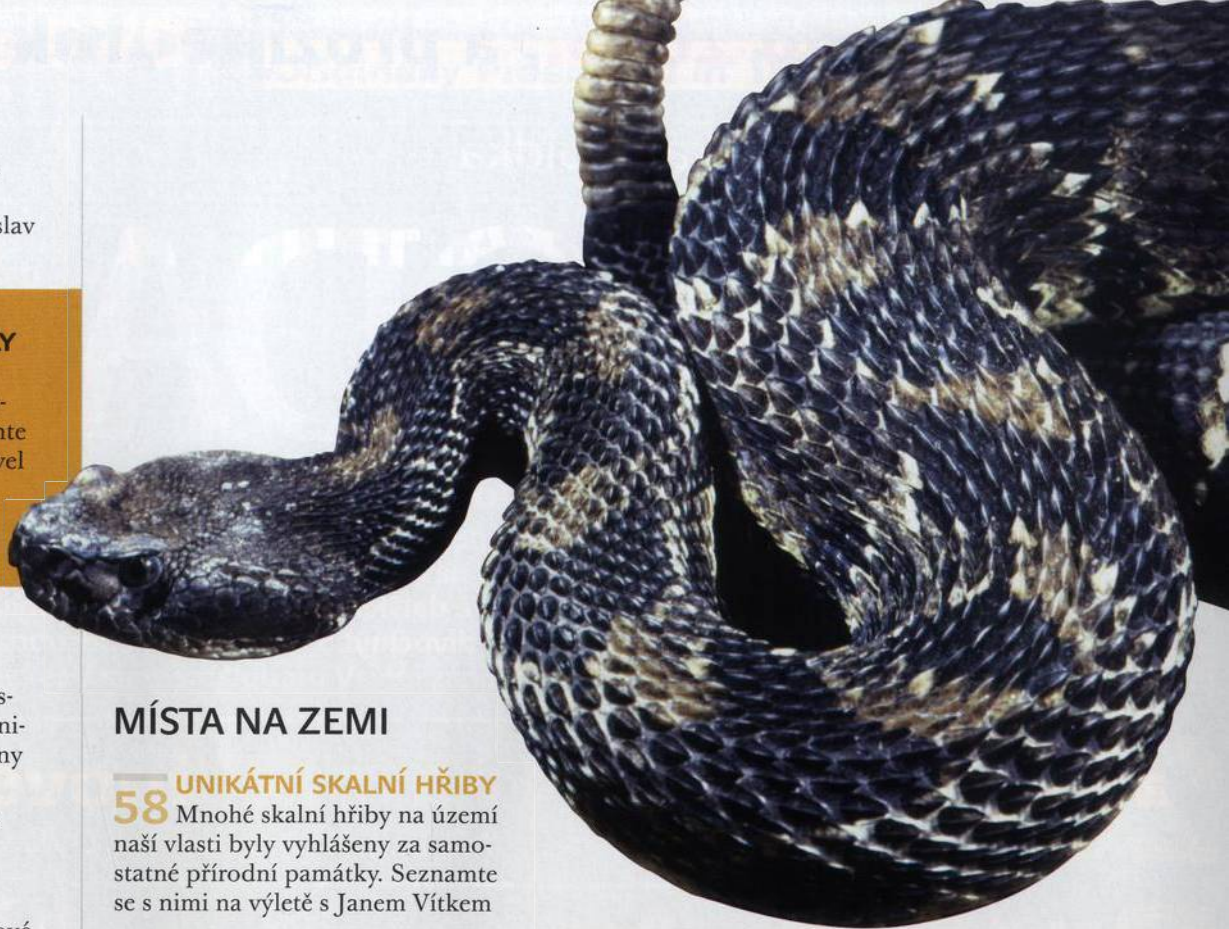 slav
Y
-
nte
vel
s-
ni-
ny
MÍSTA NA ZEMI
UNIKÁTNÍ SKALNÍ HŘIBY
58 Mnohé skalní hřiby na území
naší vlasti byly vyhlášeny za samo-
statné přírodní památky. Seznamte
se s nimi na výletě s Janem Vítkem